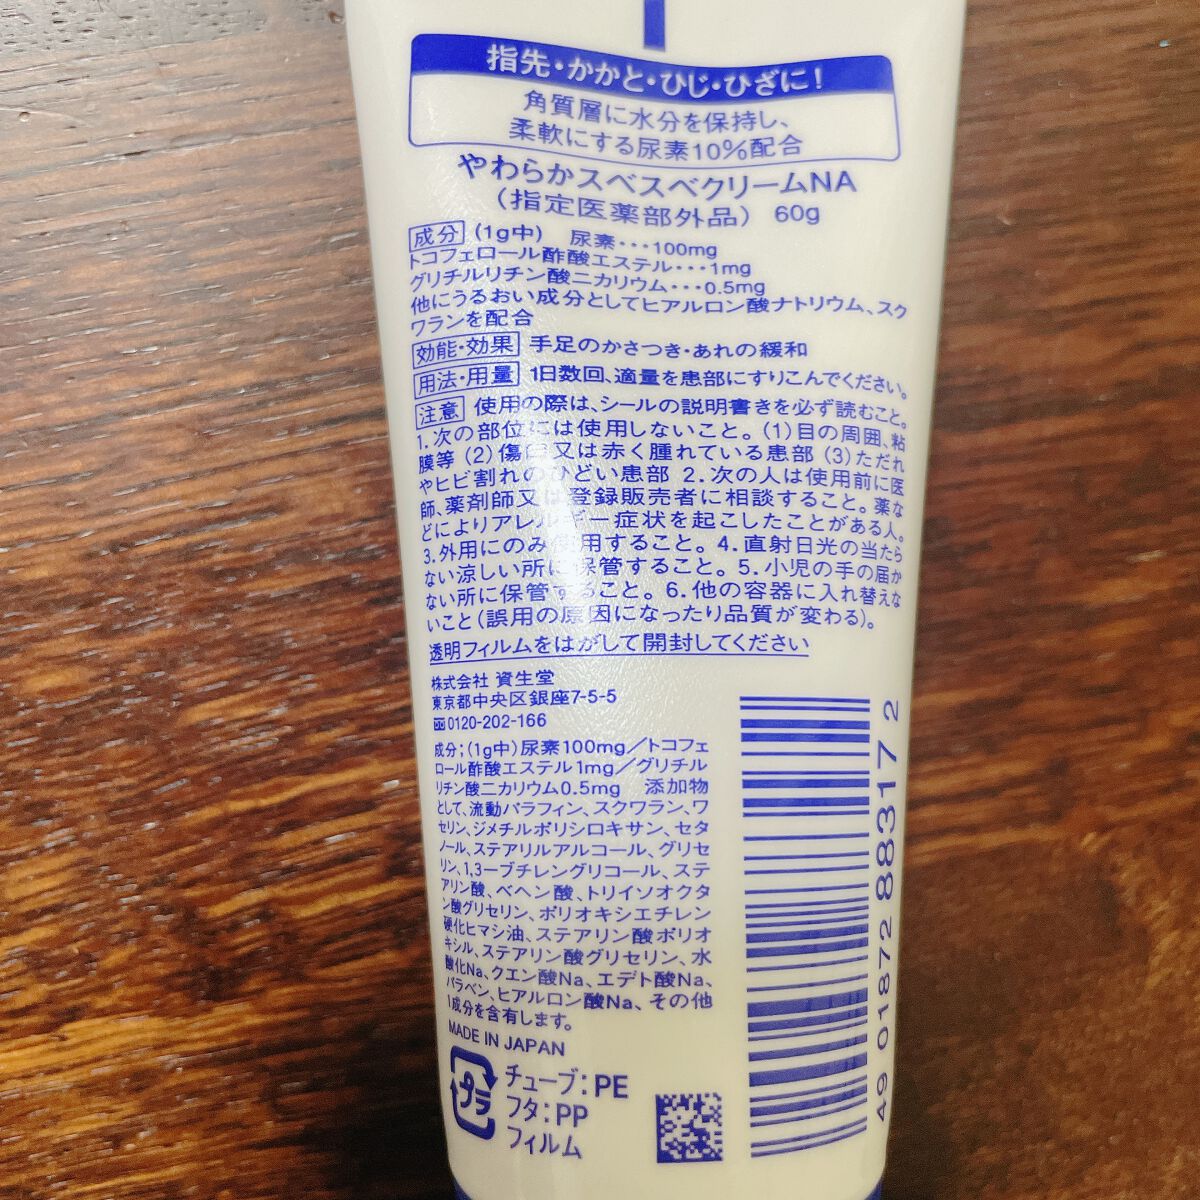 指先・かかと・ひじ・ひざに!
角質層に水分を保持し、
柔軟にする尿素10%配合
やわらかスベスベクリームNA
(指定医薬部外品) 60g
成分 (1g中) 尿素・・・100mg
トコフェロール酢酸エステル・・・1mg
グリチルリチン酸二カリウム・・・0.5mg
他にうるおい成分としてヒアルロン酸ナトリウム、スク
ワランを配合
効能・効果 手足のかさつき・あれの緩和
用法・用量 1日数回、適量を患部にすりこんでください。
注意 使用の際は、シールの説明書きを必ず読むこと。
1.次の部位には使用しないこと。(1)目の周囲、粘
膜等 (2)傷口又は赤く腫れている患部 (3)ただれ
やヒビ割れのひどい患部 2.次の人は使用前に医
師、薬剤師又は登録販売者に相談すること。薬な
どによりアレルギー症状を起こしたことがある人。
3.外用にのみ使用すること。4.直射日光の当たら
ない涼しい所に保管すること。5.小児の手の届か
ない所に保管すること。6.他の容器に入れ替えな
いこと(誤用の原因になったり品質が変わる)。
透明フィルムをはがして開封してください
株式会社 資生堂
東京都中央区銀座7-5-5
0120-202-166
成分:(1g中)尿素100mg/トコフェ
ロール酢酸エステル1mg/グリチル
リチン酸二カリウム0.5mg 添加物
として、流動パラフィン、スクワラン、ワ
セリン、ジメチルポリシロキサン、セタ
ノール、ステアリルアルコール、グリセ
リン、1,3-ブチレングリコール、ステ
アリン酸、ベヘン酸、トリイソオクタ
ン酸グリセリン、ポリオキシエチレン
硬化ヒマシ油、ステアリン酸ポリオ
キシル、ステアリン酸グリセリン、水
酸化Na、クエン酸Na、エデト酸Na、
パラベン、ヒアルロン酸Na、その他
1成分を含有します。
MADE IN JAPAN
プラ
チューブ:PE
フタ:PP
フィルム
49 01872 88317 2